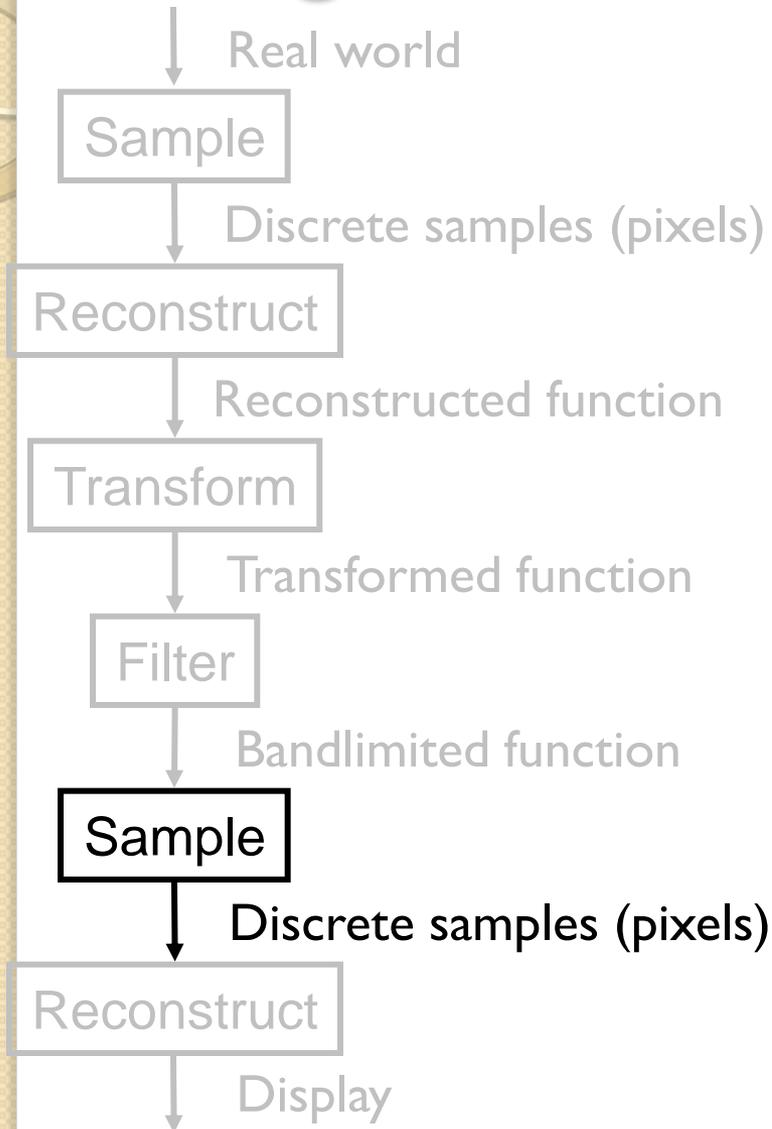 Real world
Sample
Discrete samples (pixels)
Reconstruct
Reconstructed function
Transform
Transformed function
Filter
Bandlimited function
Sample
Discrete samples (pixels)
Reconstruct
Display